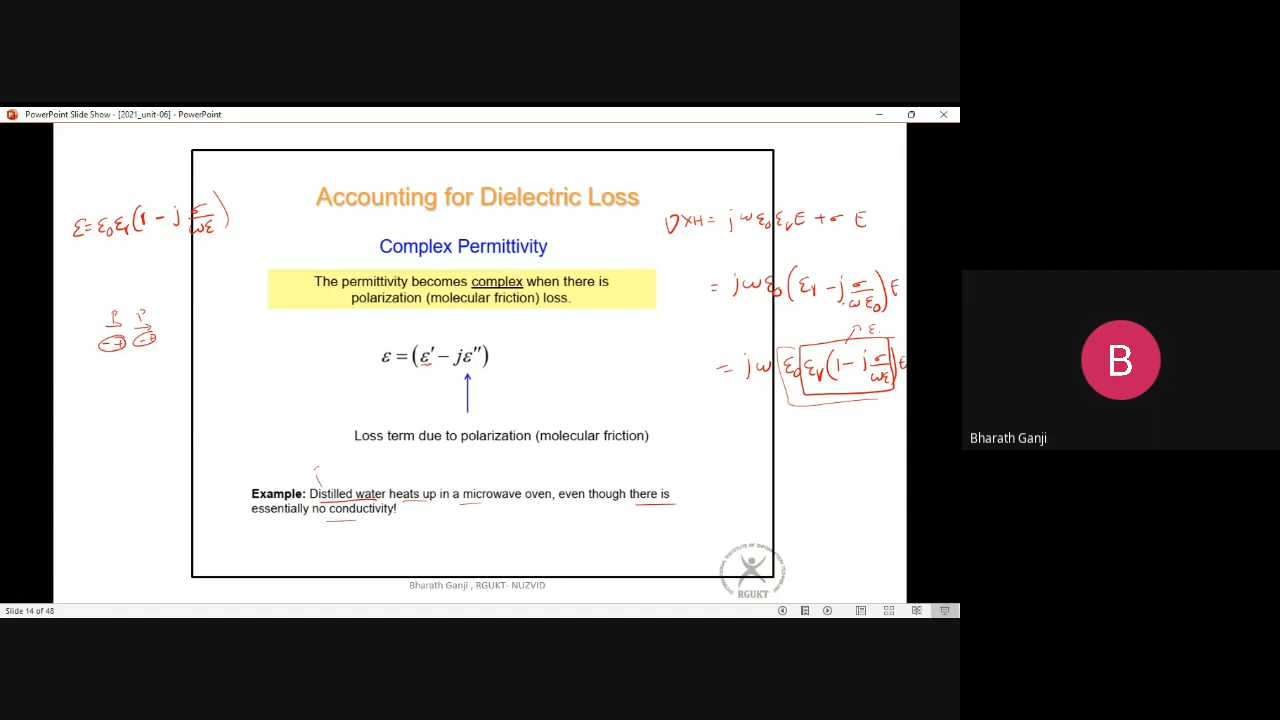 PowerPoint Slide Show - [2021_unit-06] - PowerPoint
Accounting for Dielectric Loss
ε = ε₀εᵣ(1 - j σ/ωε)
∇×H = jωε₀εᵣE + σ E
Complex Permittivity
The permittivity becomes complex when there is
polarization (molecular friction) loss.
= jωε₀(εᵣ - j σ/ωε₀)E
P P
- + - +
ε = (ε′ - jε″)
= jω ε₀ εᵣ(1 - j σ/ωε)E
Loss term due to polarization (molecular friction)
Example: Distilled water heats up in a microwave oven, even though there is
essentially no conductivity!
RGUKT
Bharath Ganji , RGUKT- NUZVID
Slide 14 of 48
B
Bharath Ganji